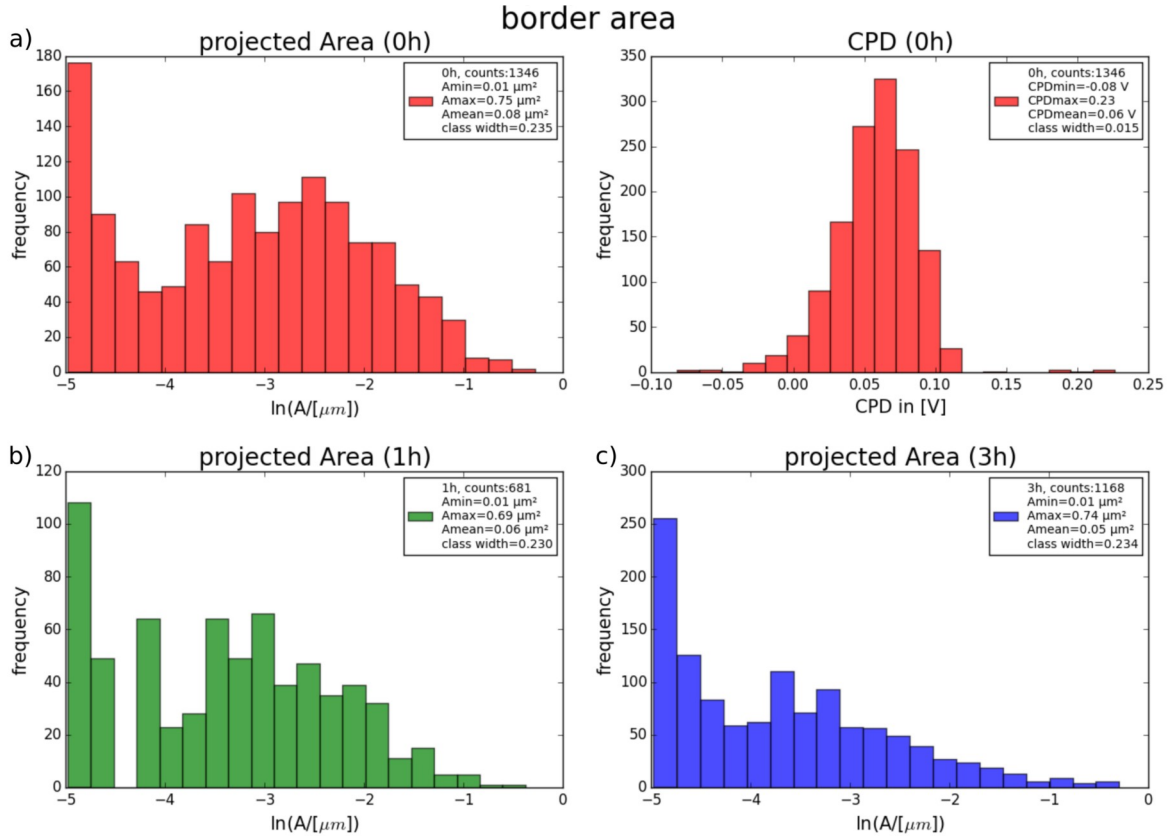 border area
a)
projected Area (0h)
180
160
140
120
100
80
60
40
20
0
frequency
0h, counts:1346
Amin=0.01 µm²
Amax=0.75 µm²
Amean=0.08 µm²
class width=0.235
−5
−4
−3
−2
−1
0
ln(A/[μm])
CPD (0h)
350
300
250
200
150
100
50
0
frequency
0h, counts:1346
CPDmin=-0.08 V
CPDmax=0.23
CPDmean=0.06 V
class width=0.015
−0.10
−0.05
0.00
0.05
0.10
0.15
0.20
0.25
CPD in [V]
b)
projected Area (1h)
120
100
80
60
40
20
0
frequency
1h, counts:681
Amin=0.01 µm²
Amax=0.69 µm²
Amean=0.06 µm²
class width=0.230
−5
−4
−3
−2
−1
0
ln(A/[μm])
c)
projected Area (3h)
300
250
200
150
100
50
0
frequency
3h, counts:1168
Amin=0.01 µm²
Amax=0.74 µm²
Amean=0.05 µm²
class width=0.234
−5
−4
−3
−2
−1
0
ln(A/[μm])